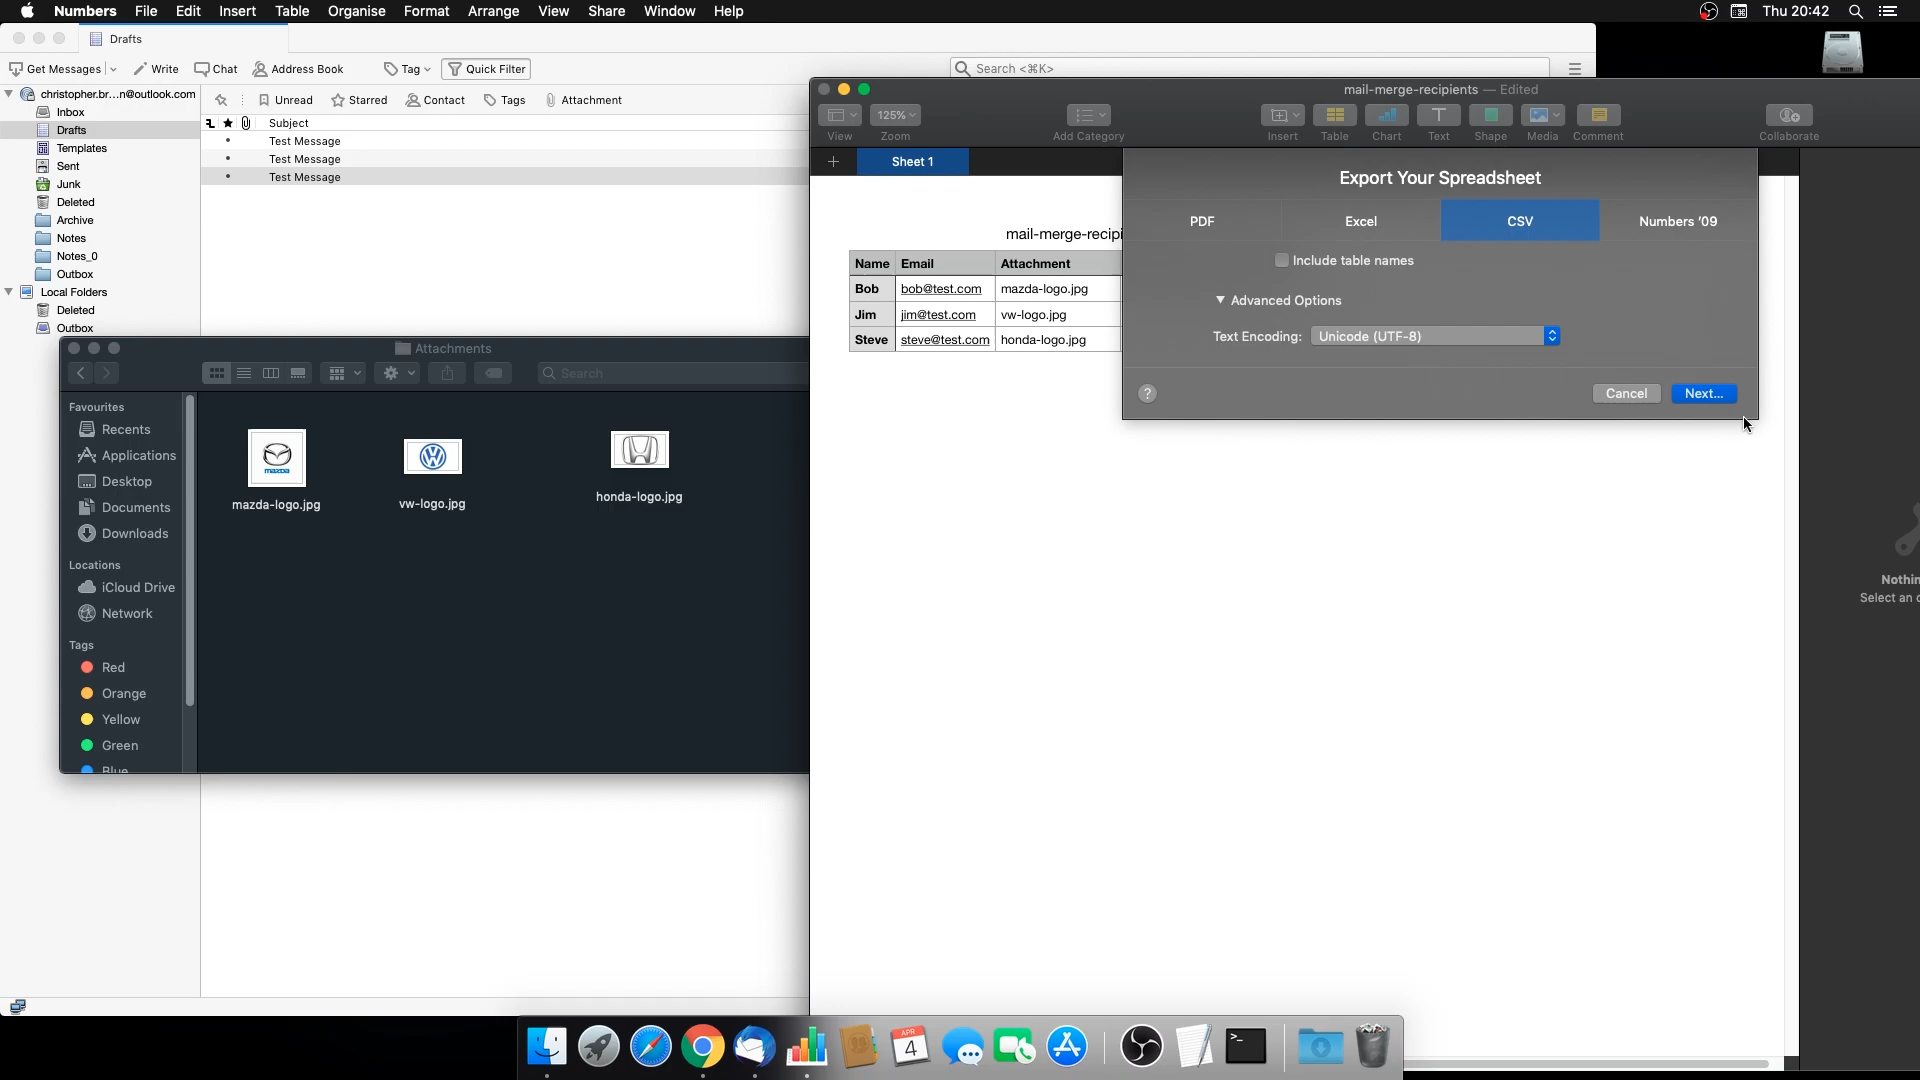 Numbers File Edit Insert Table Organise Format Arrange View Share Window Help Thu 20:42
Drafts
Get Messages Write Chat Address Book Tag Quick Filter Search <⌘K>
christopher.br...n@outlook.com
Inbox
Drafts
Templates
Sent
Junk
Deleted
Archive
Notes
Notes_0
Outbox
Local Folders
Deleted
Outbox
Unread Starred Contact Tags Attachment
Subject
Test Message
Test Message
Test Message
mail-merge-recipients — Edited
125%
View Zoom Add Category Insert Table Chart Text Shape Media Comment Collaborate
Sheet 1
mail-merge-recipi
Name Email Attachment
Bob bob@test.com mazda-logo.jpg
Jim jim@test.com vw-logo.jpg
Steve steve@test.com honda-logo.jpg
Export Your Spreadsheet
PDF Excel CSV Numbers '09
Include table names
Advanced Options
Text Encoding: Unicode (UTF-8)
? Cancel Next...
Attachments
Search
Favourites
Recents
Applications
Desktop
Documents
Downloads
Locations
iCloud Drive
Network
Tags
Red
Orange
Yellow
Green
Blue
mazda
mazda-logo.jpg vw-logo.jpg honda-logo.jpg
Nothin
Select an o
APR
4